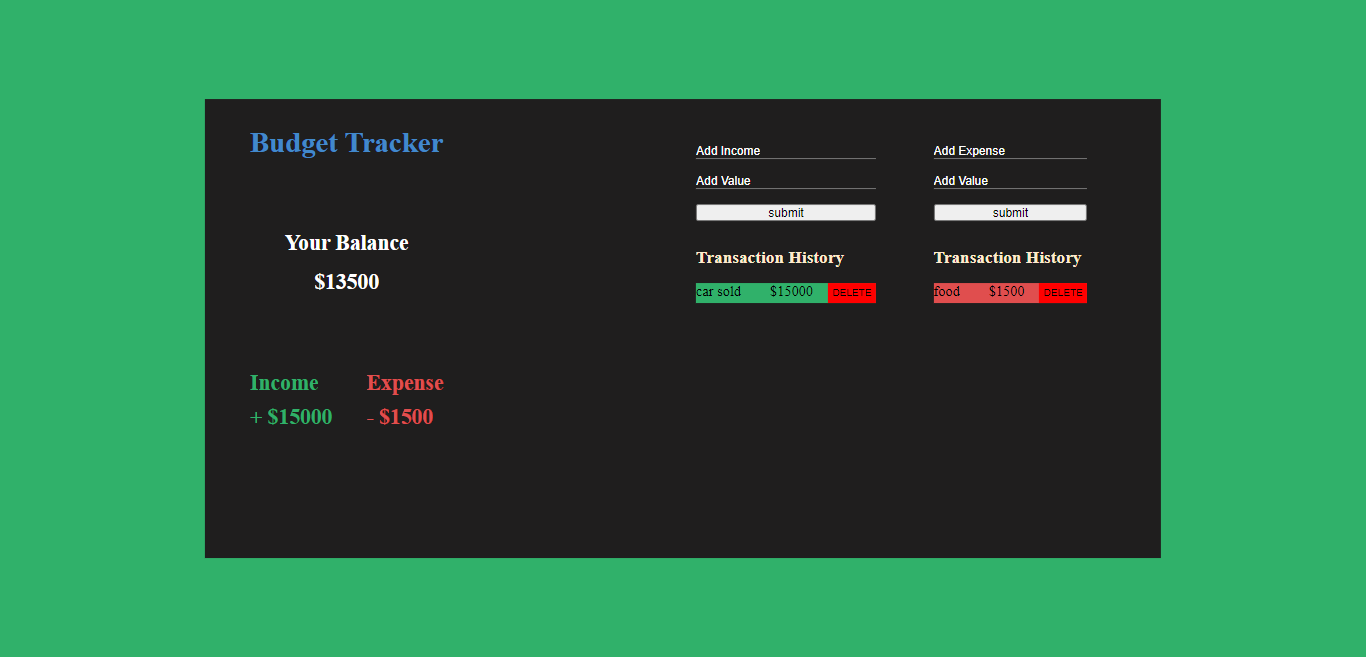 Budget Tracker
Your Balance
$13500
Income
+ $15000
Expense
- $1500
Add Income
Add Value
submit
Transaction History
car sold $15000 DELETE
Add Expense
Add Value
submit
Transaction History
food $1500 DELETE